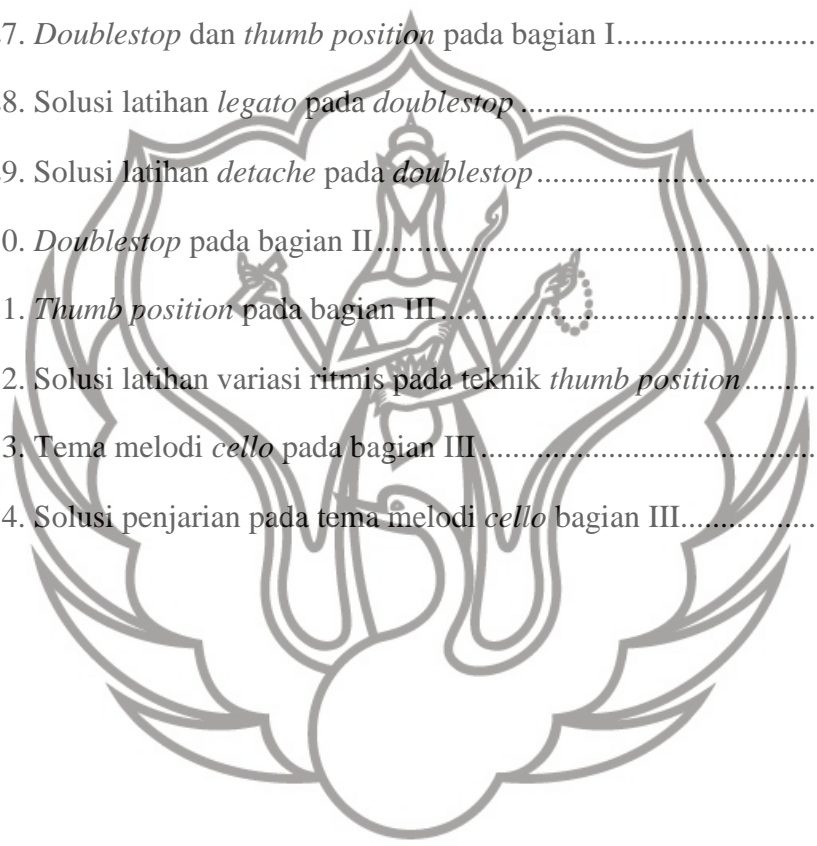 7. Doublestop dan thumb position pada bagian I.......................
8. Solusi latihan legato pada doublestop .....................................
9. Solusi latihan detache pada doublestop...................................
0. Doublestop pada bagian II.......................................................
1. Thumb position pada bagian III...............................................
2. Solusi latihan variasi ritmis pada teknik thumb position.........
3. Tema melodi cello pada bagian III..........................................
4. Solusi penjarian pada tema melodi cello bagian III.................